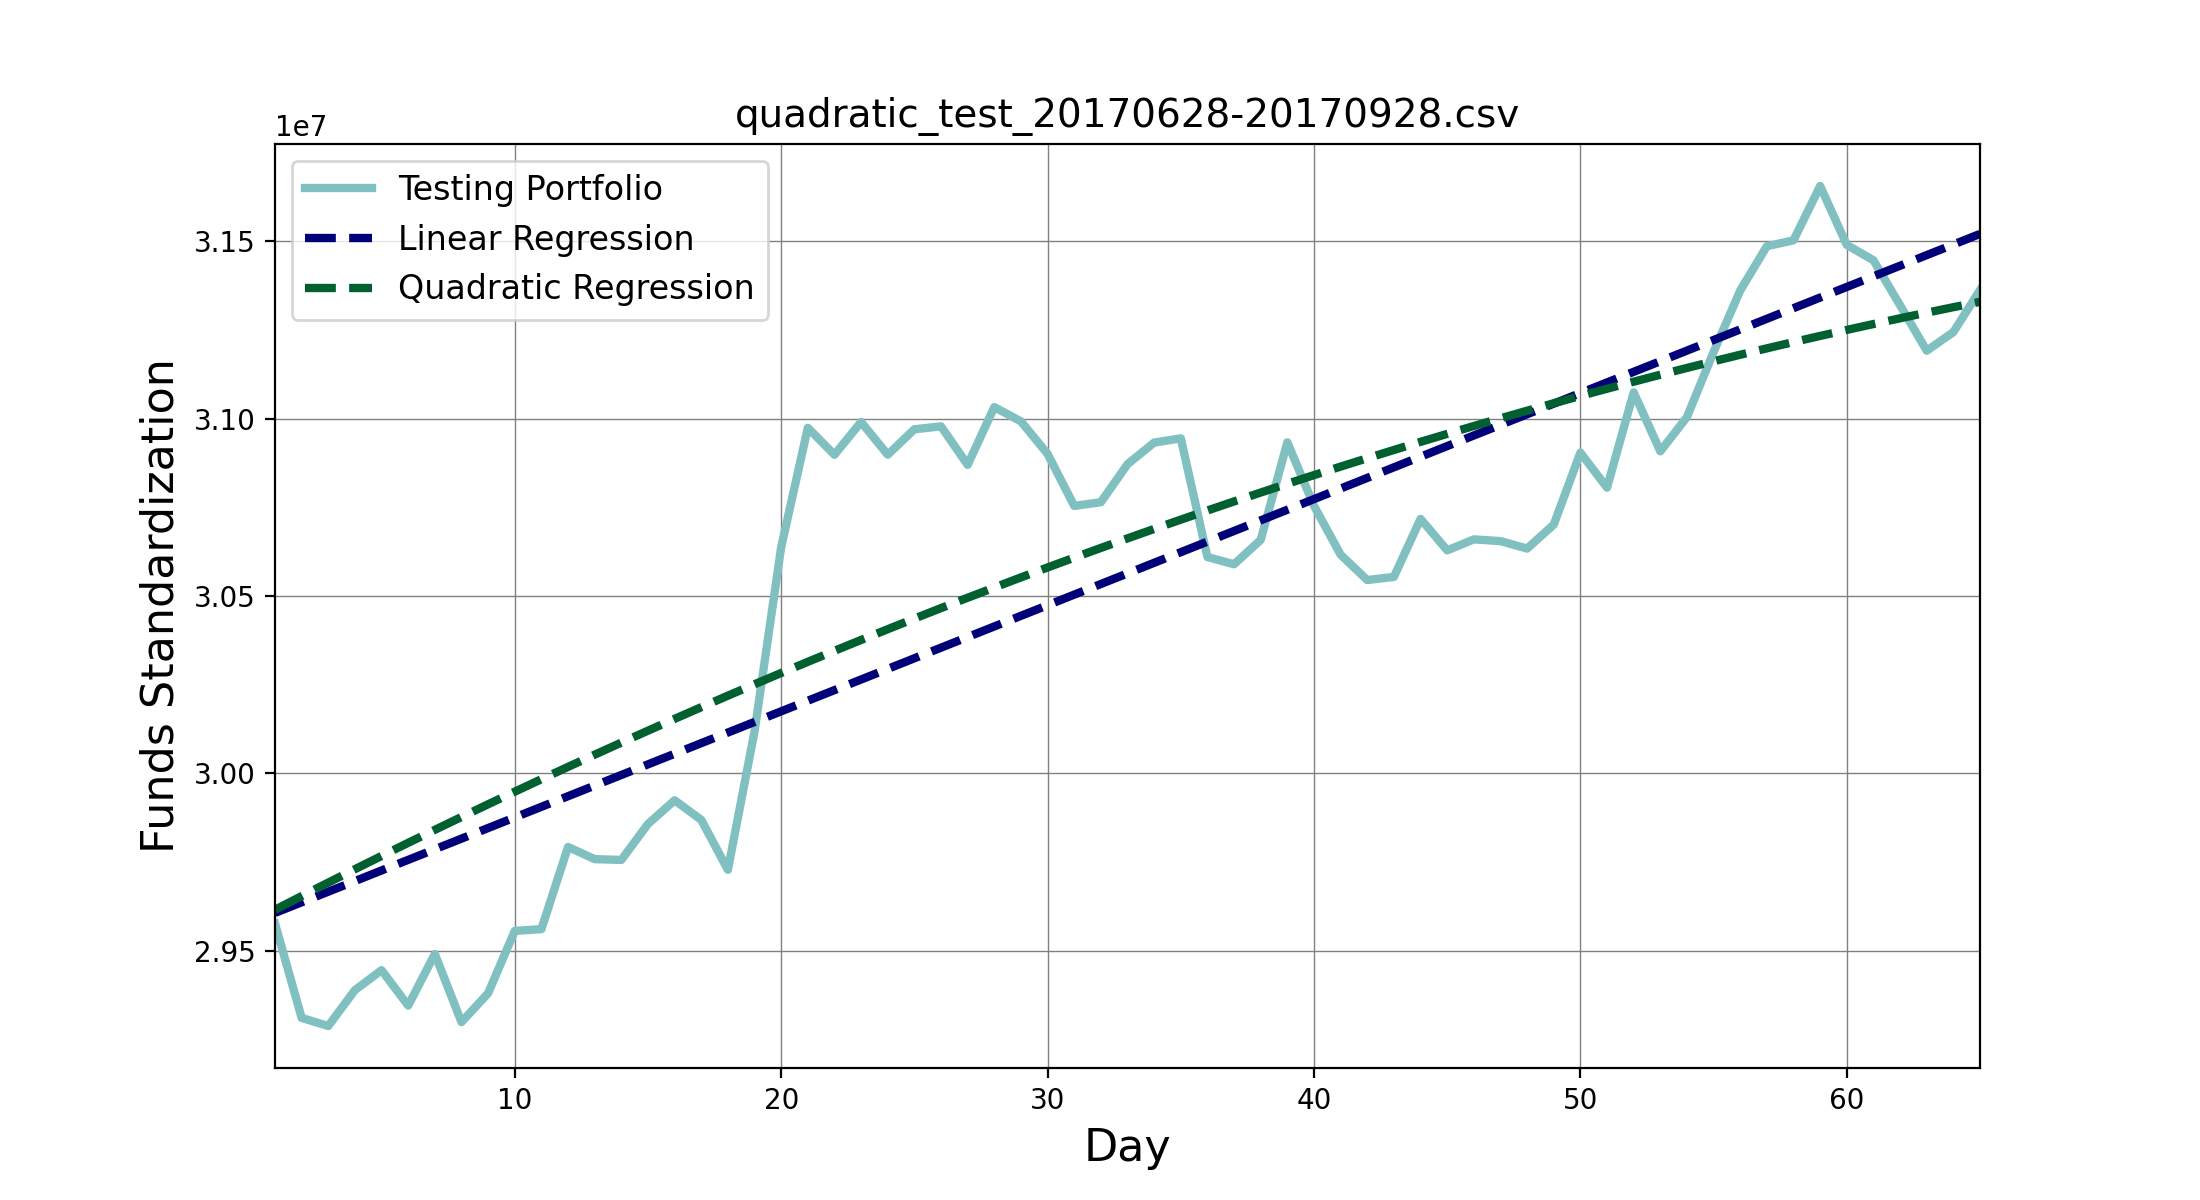 quadratic_test_20170628-20170928.csv
1e7
Testing Portfolio
Linear Regression
Quadratic Regression
3.15
3.10
3.05
3.00
2.95
Funds Standardization
10 20 30 40 50 60
Day